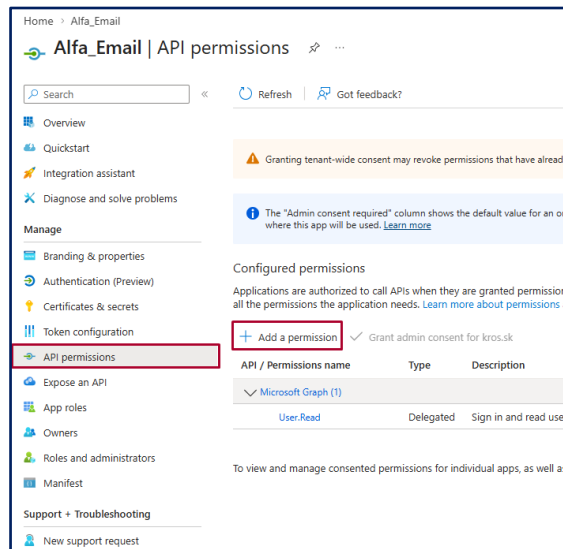 Home > Alfa_Email
Alfa_Email | API permissions
Search
Refresh
Got feedback?
Overview
Quickstart
Integration assistant
Diagnose and solve problems
Manage
Branding & properties
Authentication (Preview)
Certificates & secrets
Token configuration
API permissions
Expose an API
App roles
Owners
Roles and administrators
Manifest
Support + Troubleshooting
New support request
Granting tenant-wide consent may revoke permissions that have alread
The "Admin consent required" column shows the default value for an o
where this app will be used. Learn more
Configured permissions
Applications are authorized to call APIs when they are granted permission
all the permissions the application needs. Learn more about permissions
Add a permission
Grant admin consent for kros.sk
API / Permissions name Type Description
Microsoft Graph (1)
User.Read Delegated Sign in and read use
To view and manage consented permissions for individual apps, as well a